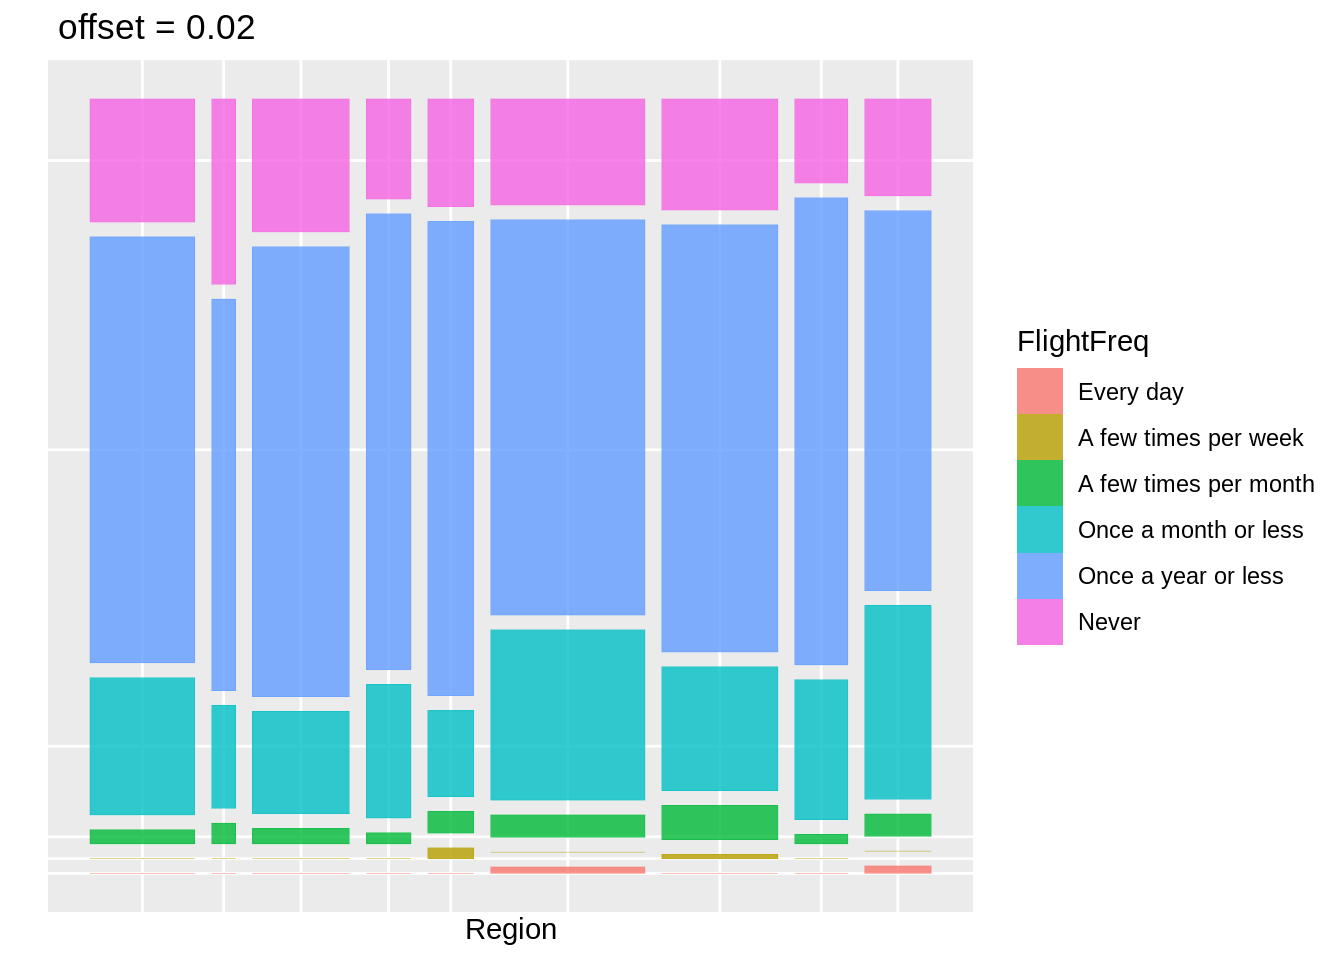 offset = 0.02
FlightFreq
Every day
A few times per week
A few times per month
Once a month or less
Once a year or less
Never
Region